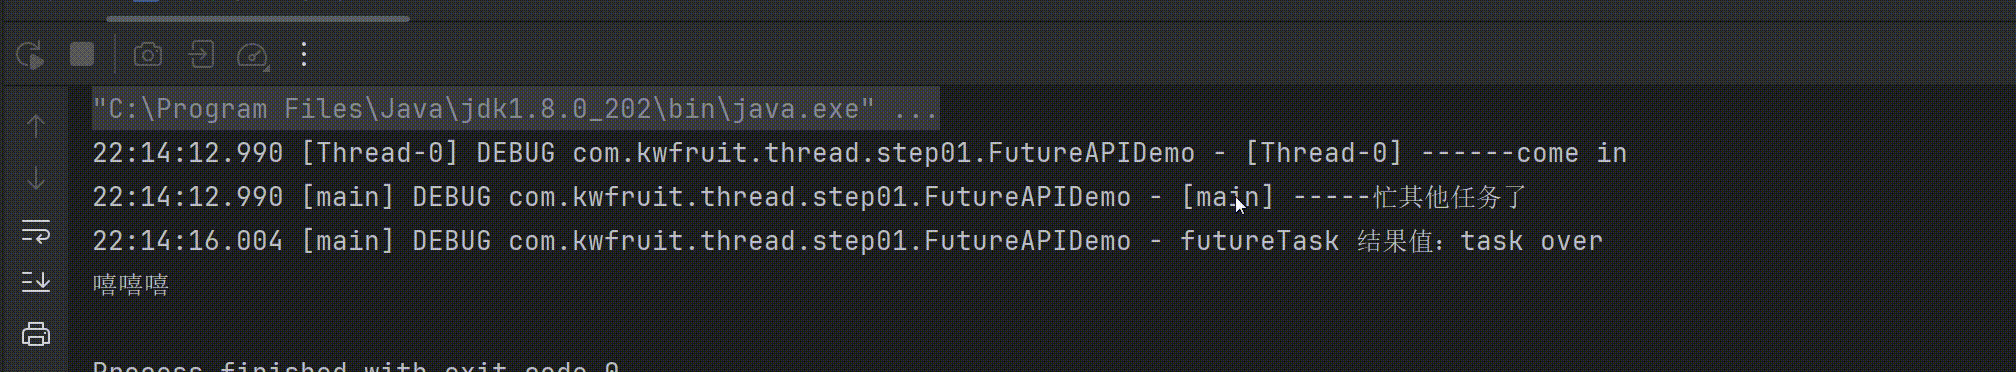 "C:\Program Files\Java\jdk1.8.0_202\bin\java.exe" ...
22:14:12.990 [Thread-0] DEBUG com.kwfruit.thread.step01.FutureAPIDemo - [Thread-0] ------come in
22:14:12.990 [main] DEBUG com.kwfruit.thread.step01.FutureAPIDemo - [main] -----忙其他任务了
22:14:16.004 [main] DEBUG com.kwfruit.thread.step01.FutureAPIDemo - futureTask 结果值：task over
嘻嘻嘻
Process finished with exit code 0